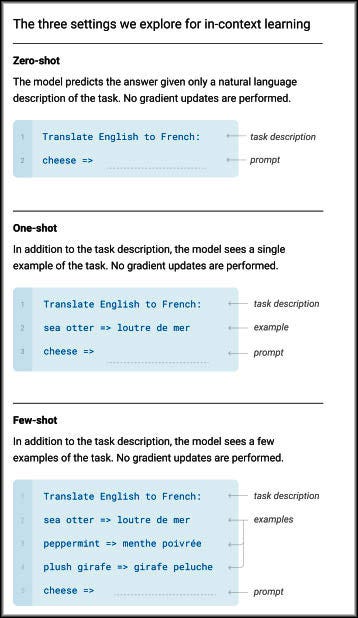 The three settings we explore for in-context learning
Zero-shot
The model predicts the answer given only a natural language
description of the task. No gradient updates are performed.
1 Translate English to French: task description
2 cheese => prompt
One-shot
In addition to the task description, the model sees a single
example of the task. No gradient updates are performed.
1 Translate English to French: task description
2 sea otter => loutre de mer example
3 cheese => prompt
Few-shot
In addition to the task description, the model sees a few
examples of the task. No gradient updates are performed.
1 Translate English to French: task description
2 sea otter => loutre de mer examples
3 peppermint => menthe poivrée
4 plush girafe => girafe peluche
5 cheese => prompt